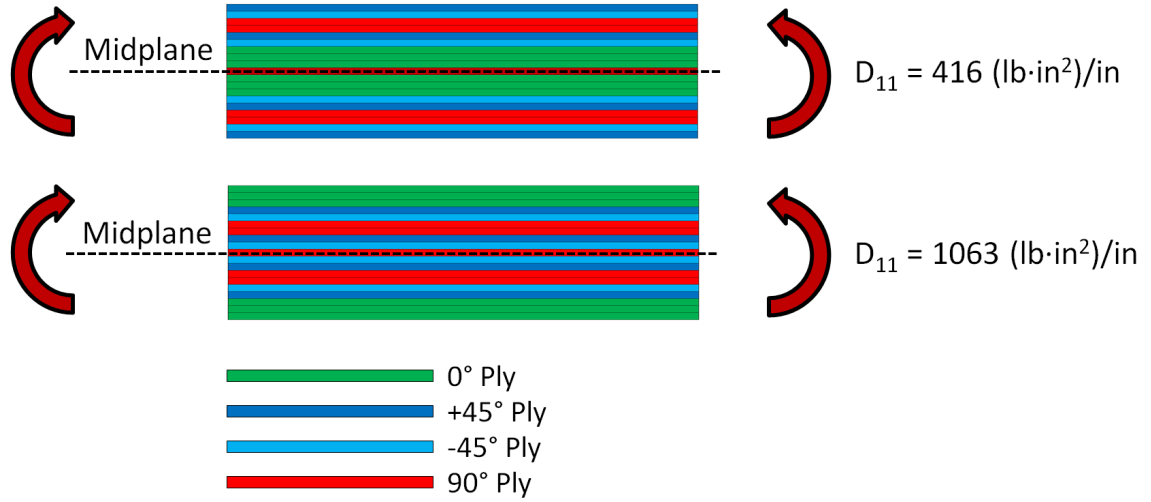 Midplane
D₁₁ = 416 (lb·in²)/in
Midplane
D₁₁ = 1063 (lb·in²)/in
0° Ply
+45° Ply
-45° Ply
90° Ply